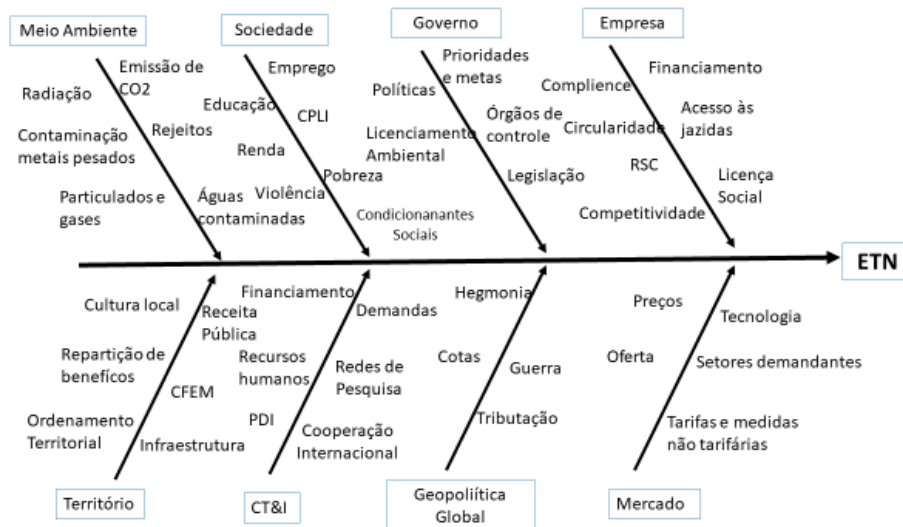 Meio Ambiente
Sociedade
Governo
Empresa
Emissão de
CO2
Radiação
Contaminação
metais pesados
Rejeitos
Particulados e
gases
Águas
contaminadas
Emprego
Educação
CPLI
Renda
Violência
Pobreza
Condicionanantes
Sociais
Prioridades
e metas
Políticas
Órgãos de
controle
Licenciamento
Ambiental
Legislação
Financiamento
Complience
Acesso às
jazidas
Circularidade
RSC
Licença
Social
Competitividade
ETN
Cultura local
Receita
Pública
Repartição de
benefícos
CFEM
Ordenamento
Territorial
Infraestrutura
Financiamento
Demandas
Recursos
humanos
Redes de
Pesquisa
PDI
Cooperação
Internacional
Hegmonia
Cotas
Guerra
Tributação
Preços
Tecnologia
Oferta
Setores demandantes
Tarifas e medidas
não tarifárias
Território
CT&I
Geopoliítica
Global
Mercado